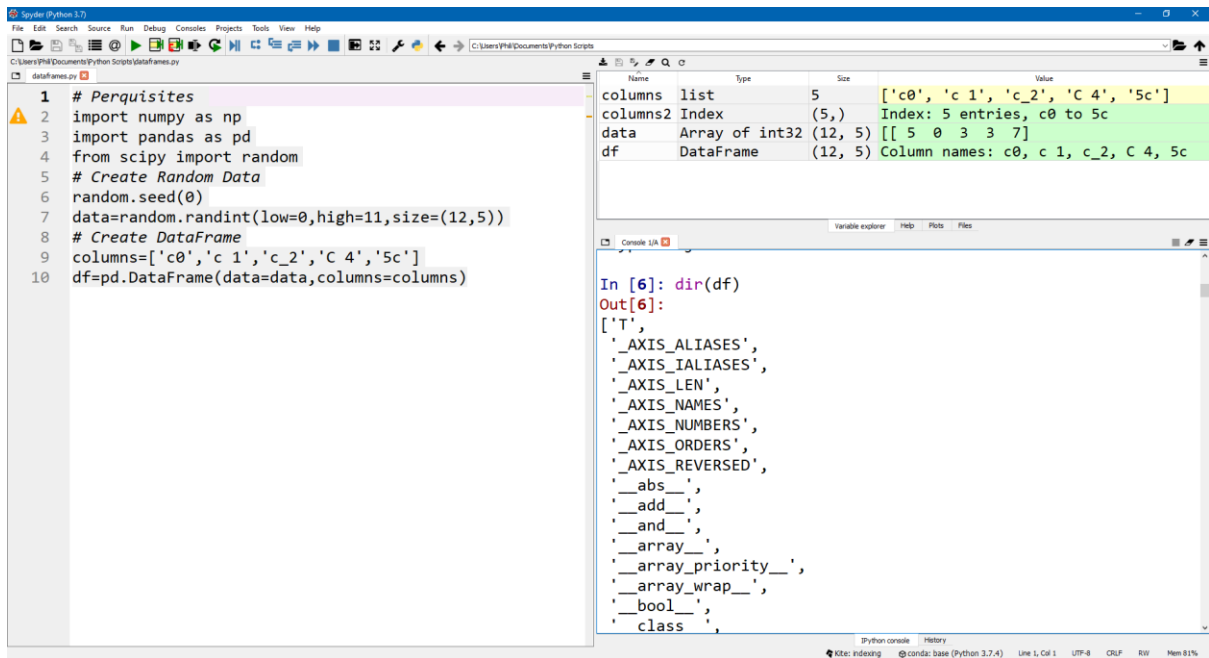 Spyder (Python 3.7)
File Edit Search Source Run Debug Consoles Projects Tools View Help
C:\Users\Phil\Documents\Python Scripts
C:\Users\Phil\Documents\Python Scripts\dataframes.py
dataframes.py
1 # Perquisites
2 import numpy as np
3 import pandas as pd
4 from scipy import random
5 # Create Random Data
6 random.seed(0)
7 data=random.randint(low=0,high=11,size=(12,5))
8 # Create DataFrame
9 columns=['c0','c 1','c_2','C 4','5c']
10 df=pd.DataFrame(data=data,columns=columns)
Name Type Size Value
columns list 5 ['c0', 'c 1', 'c_2', 'C 4', '5c']
columns2 Index (5,) Index: 5 entries, c0 to 5c
data Array of int32 (12, 5) [[ 5 0 3 3 7]
df DataFrame (12, 5) Column names: c0, c 1, c_2, C 4, 5c
Variable explorer Help Plots Files
Console 1/A
In [6]: dir(df)
Out[6]:
['T',
'_AXIS_ALIASES',
'_AXIS_IALIASES',
'_AXIS_LEN',
'_AXIS_NAMES',
'_AXIS_NUMBERS',
'_AXIS_ORDERS',
'_AXIS_REVERSED',
'__abs__',
'__add__',
'__and__',
'__array__',
'__array_priority__',
'__array_wrap__',
'__bool__',
'__class__',
IPython console History
Kite: indexing conda: base (Python 3.7.4) Line 1, Col 1 UTF-8 CRLF RW Mem 81%